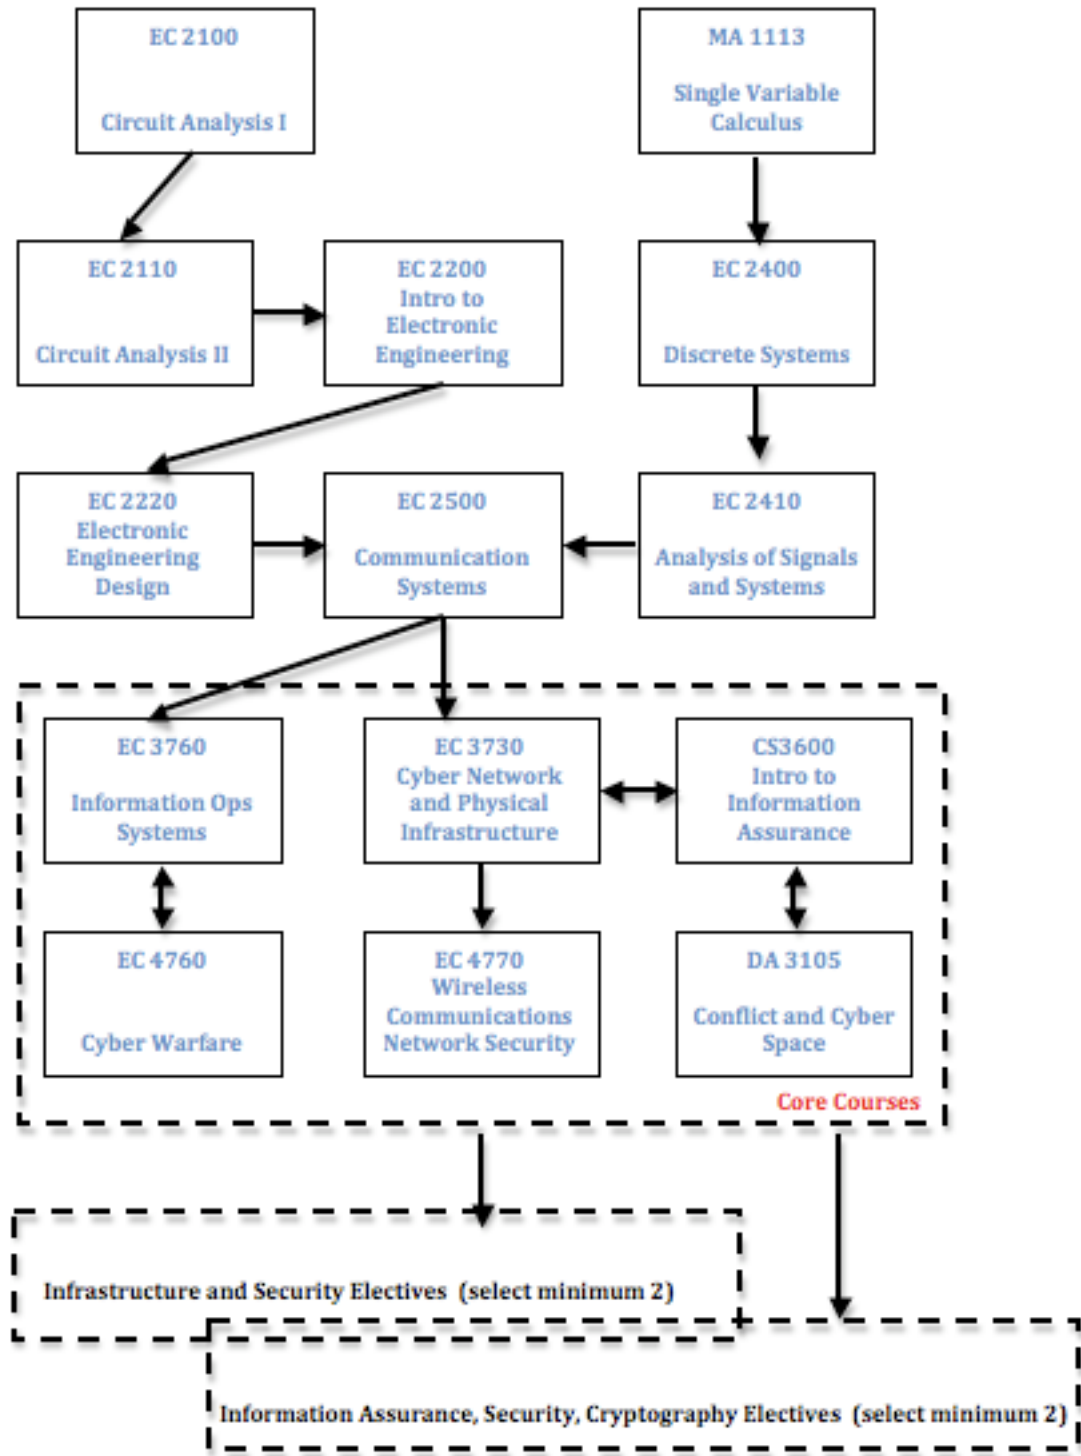 EC 2100
Circuit Analysis I
MA 1113
Single Variable
Calculus
EC 2110
Circuit Analysis II
EC 2200
Intro to
Electronic
Engineering
EC 2400
Discrete Systems
EC 2220
Electronic
Engineering
Design
EC 2500
Communication
Systems
EC 2410
Analysis of Signals
and Systems
EC 3760
Information Ops
Systems
EC 3730
Cyber Network
and Physical
Infrastructure
CS3600
Intro to
Information
Assurance
EC 4760
Cyber Warfare
EC 4770
Wireless
Communications
Network Security
DA 3105
Conflict and Cyber
Space
Core Courses
Infrastructure and Security Electives (select minimum 2)
Information Assurance, Security, Cryptography Electives (select minimum 2)